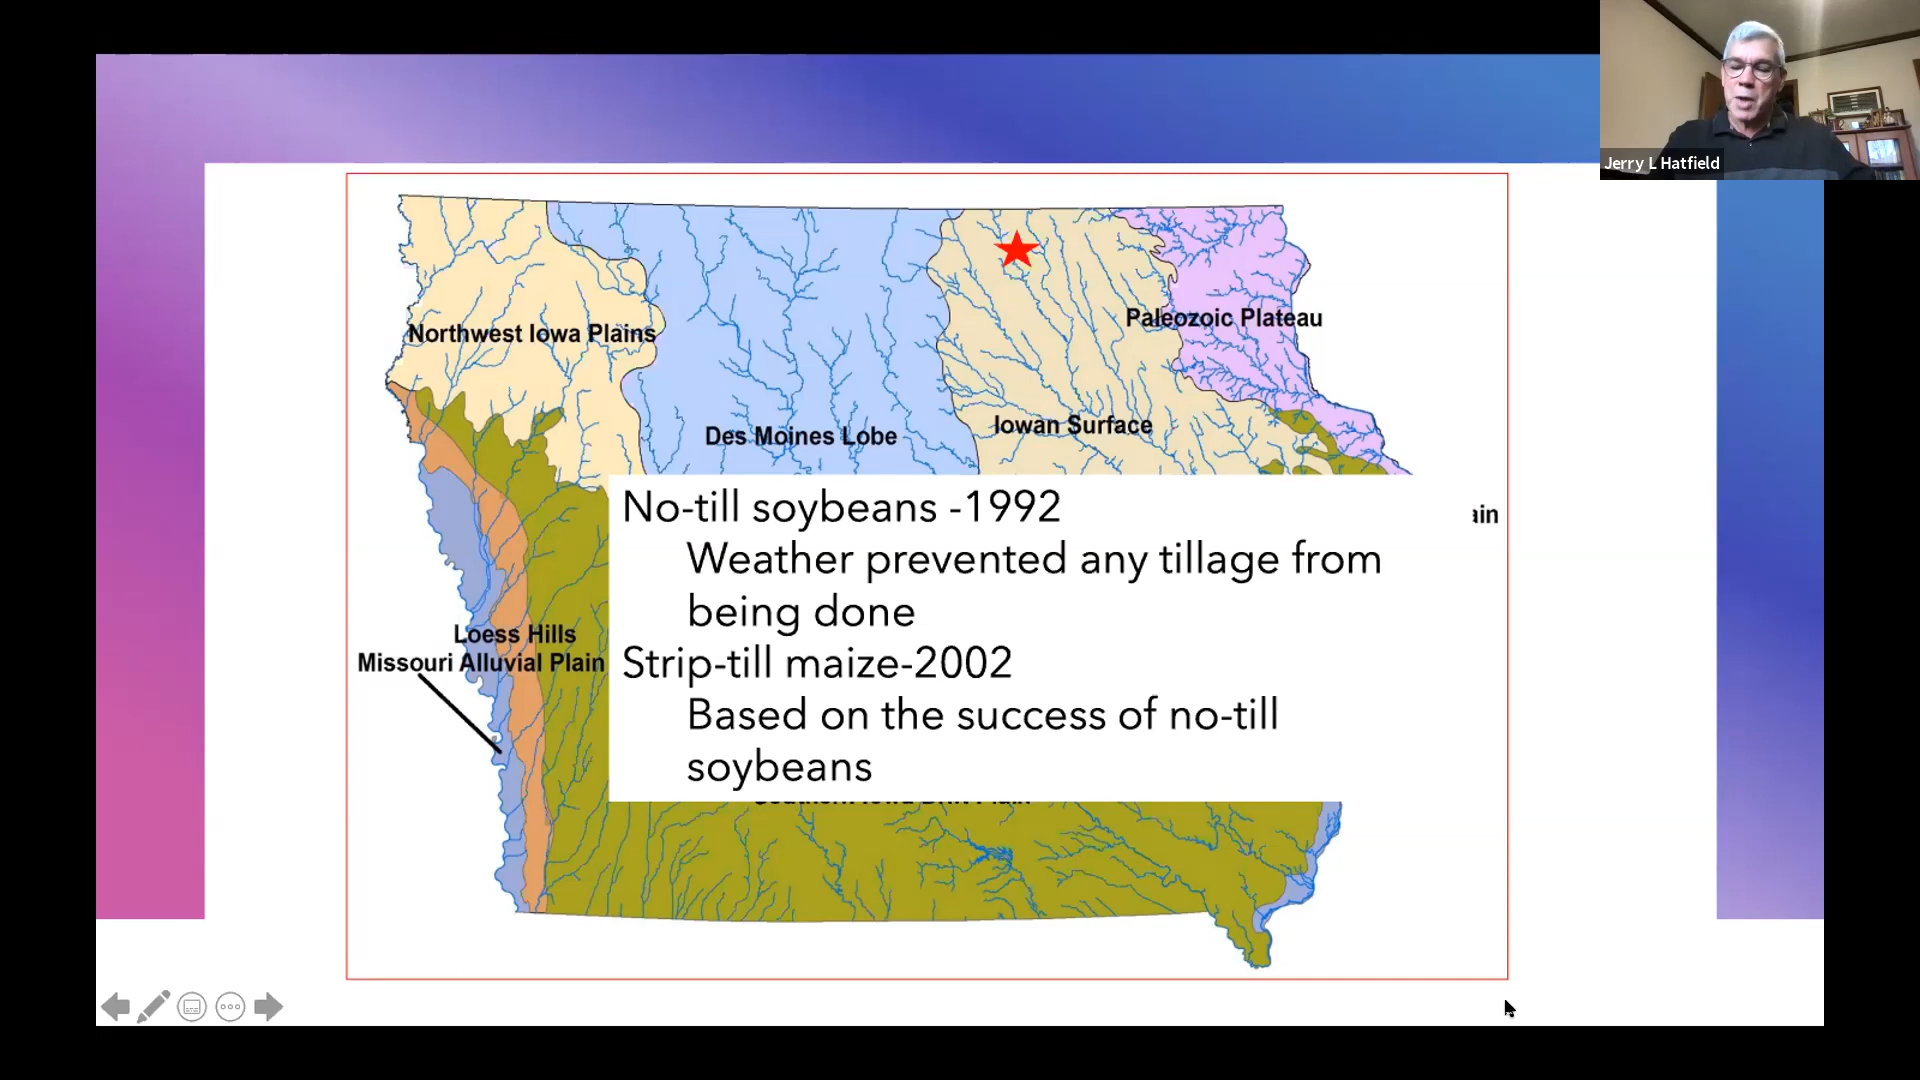 Jerry L Hatfield
Paleozoic Plateau
Northwest Iowa Plains
Iowan Surface
Des Moines Lobe
No-till soybeans -1992
Weather prevented any tillage from
being done
Strip-till maize-2002
Based on the success of no-till
soybeans
Loess Hills
Missouri Alluvial Plain